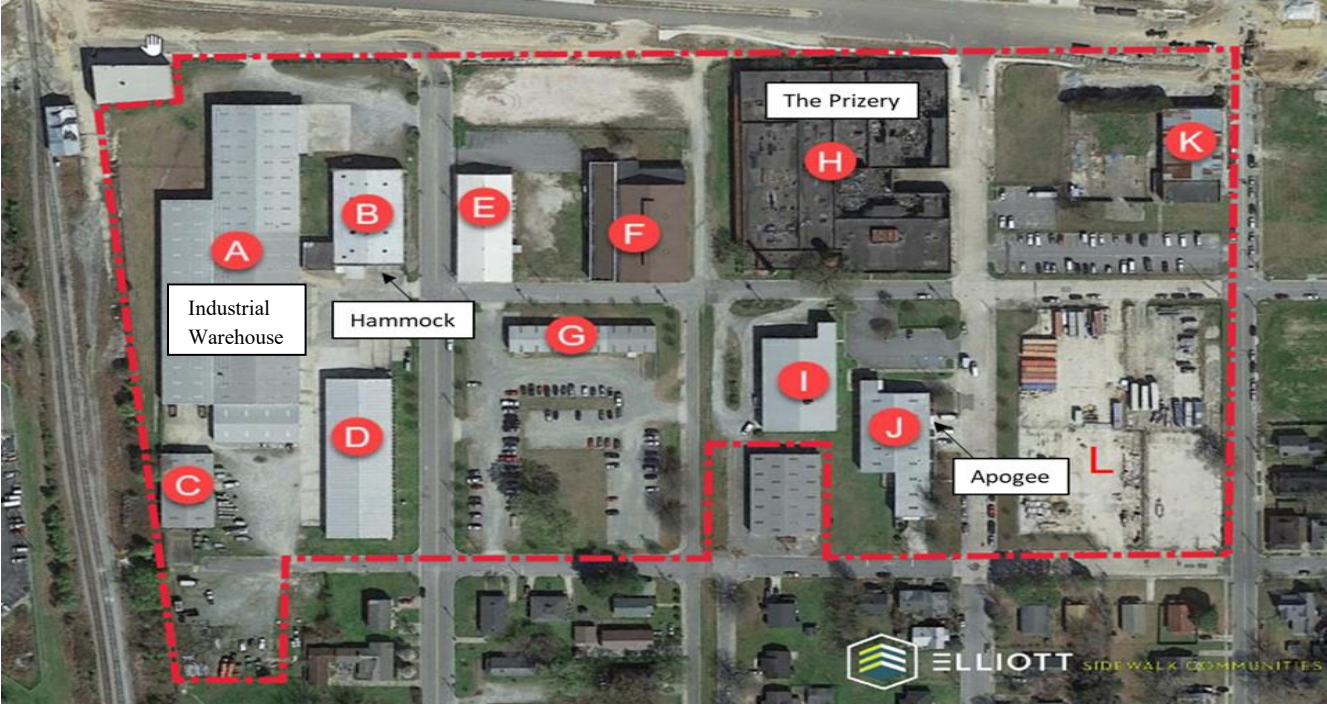 The Prizery
K
H
B
E
F
A
Industrial
Warehouse
Hammock
G
I
D
J
L
Apogee
C
ELLIOTT SIDEWALK COMMUNITIES